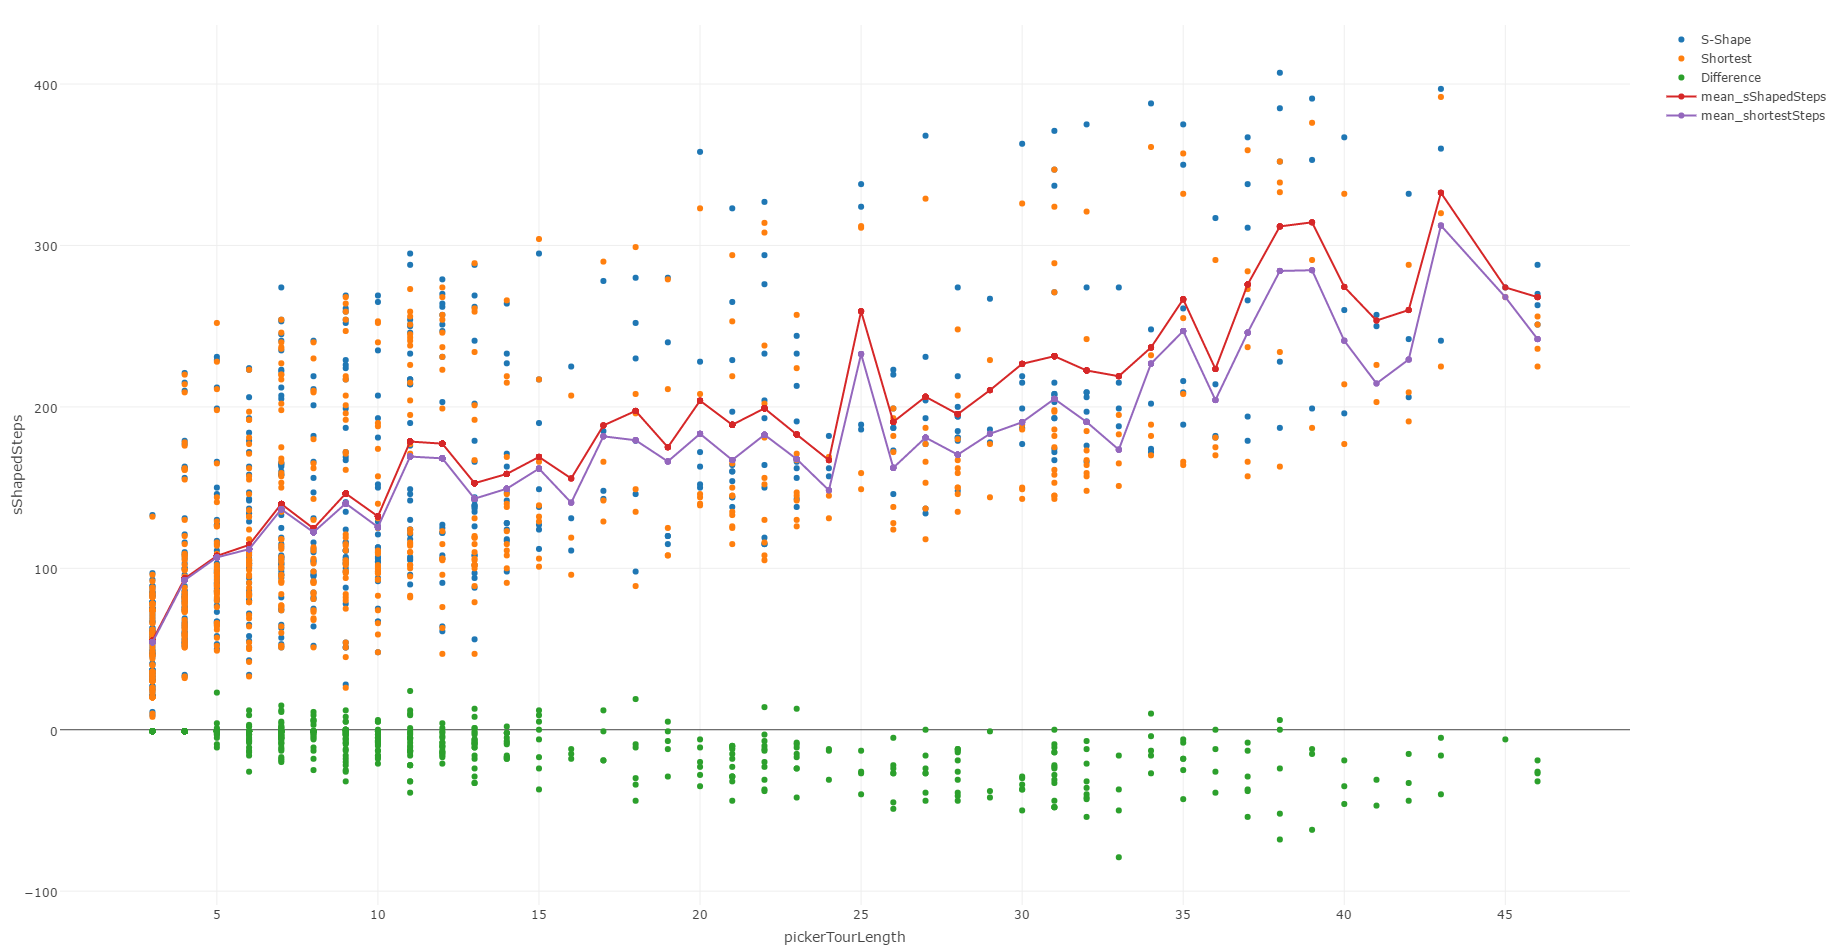 S-Shape
Shortest
Difference
mean_sShapedSteps
mean_shortestSteps
sShapedSteps
400
300
200
100
0
−100
5 10 15 20 25 30 35 40 45
pickerTourLength